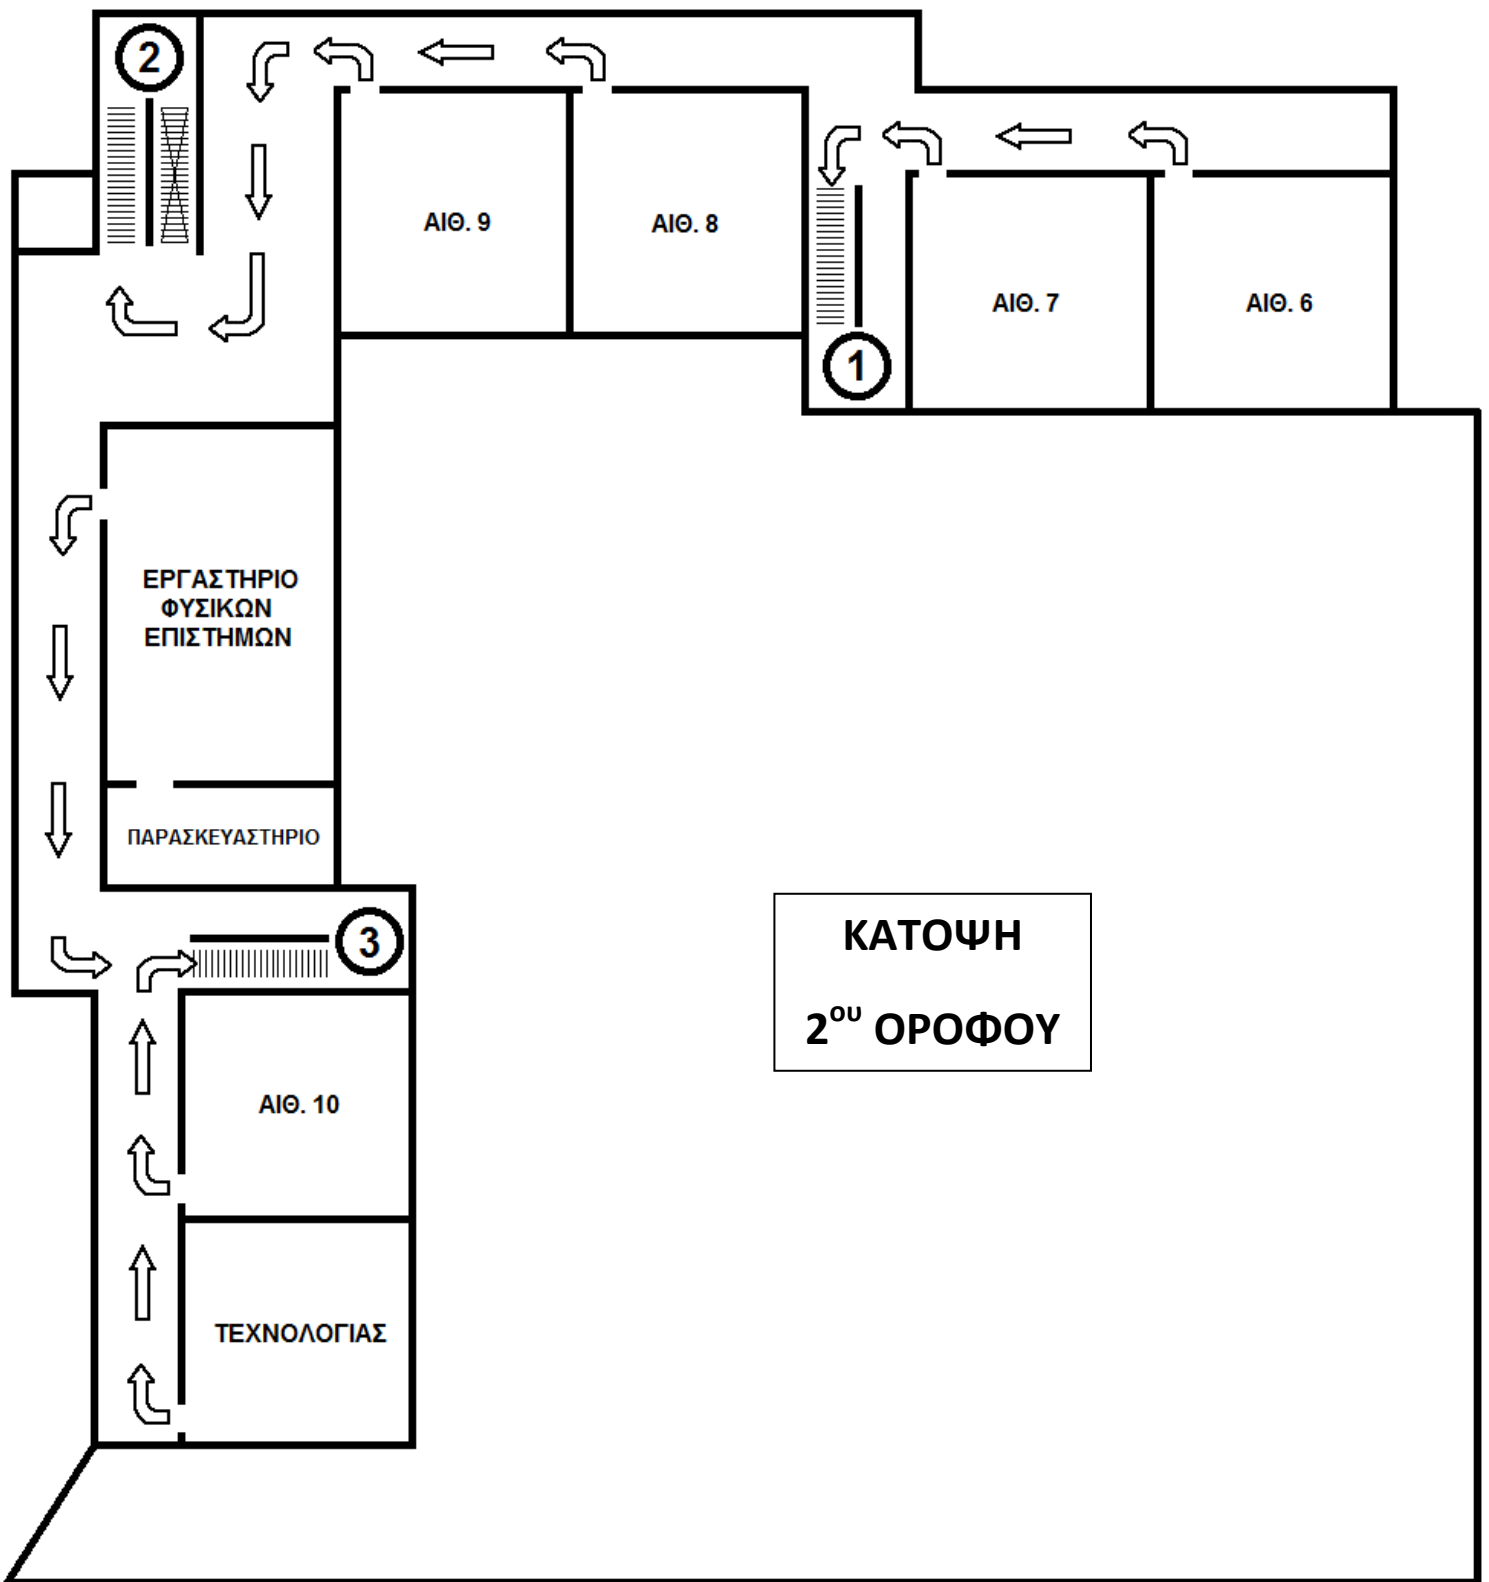 2
ΑΙΘ. 9
ΑΙΘ. 8
ΑΙΘ. 7
ΑΙΘ. 6
1
ΕΡΓΑΣΤΗΡΙΟ
ΦΥΣΙΚΩΝ
ΕΠΙΣΤΗΜΩΝ
ΠΑΡΑΣΚΕΥΑΣΤΗΡΙΟ
3
ΚΑΤΟΨΗ
2ου ΟΡΟΦΟΥ
ΑΙΘ. 10
ΤΕΧΝΟΛΟΓΙΑΣ